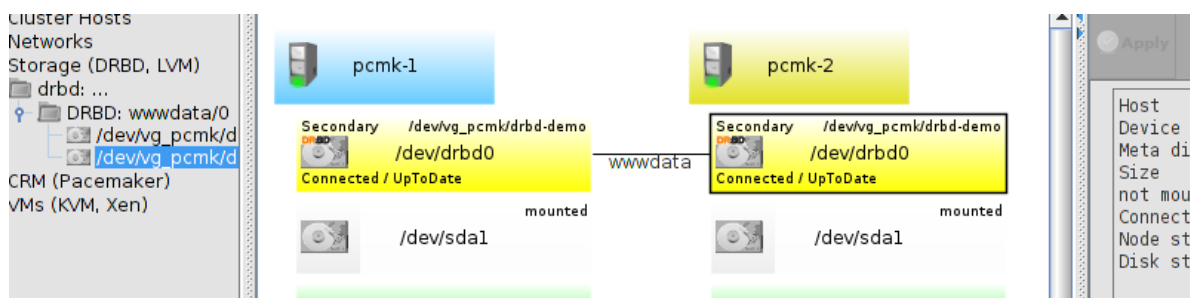 Cluster Hosts
Networks
Storage (DRBD, LVM)
drbd: ...
DRBD: wwwdata/0
/dev/vg_pcmk/d
/dev/vg_pcmk/d
CRM (Pacemaker)
VMs (KVM, Xen)
pcmk-1
Secondary /dev/vg_pcmk/drbd-demo
DRBD
/dev/drbd0
Connected / UpToDate
mounted
/dev/sda1
wwwdata
pcmk-2
Secondary /dev/vg_pcmk/drbd-demo
DRBD
/dev/drbd0
Connected / UpToDate
mounted
/dev/sda1
Apply
Host
Device
Meta di
Size
not mou
Connect
Node st
Disk st